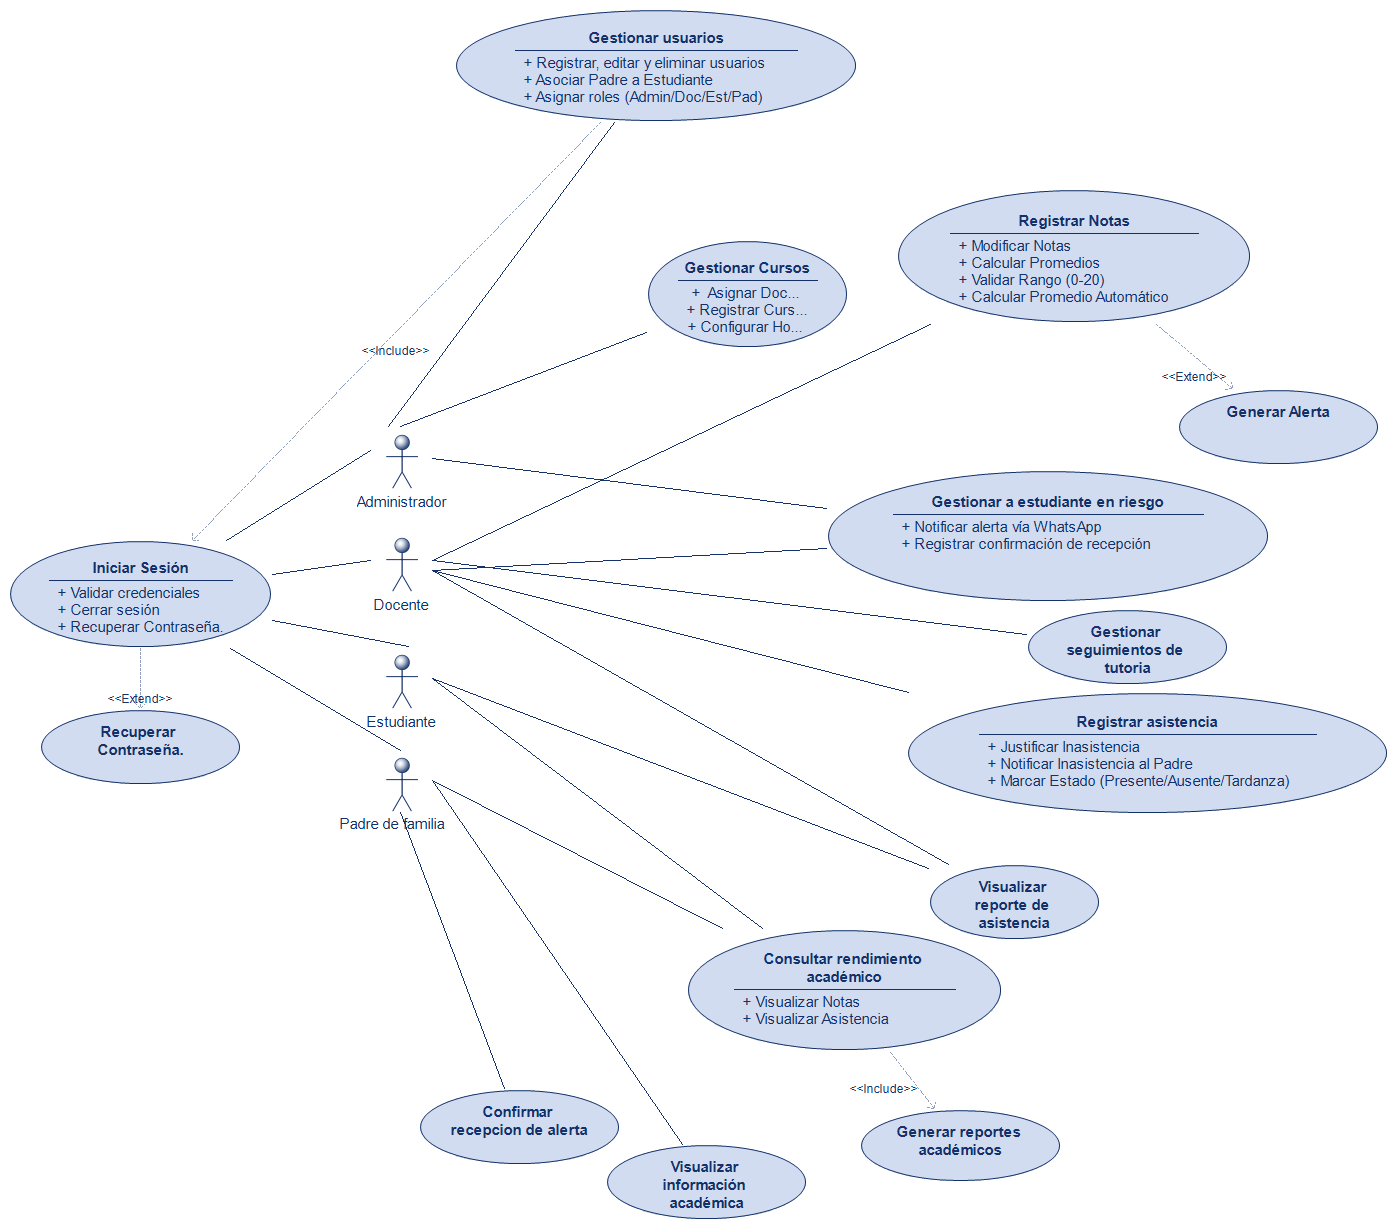 Gestionar usuarios
+ Registrar, editar y eliminar usuarios
+ Asociar Padre a Estudiante
+ Asignar roles (Admin/Doc/Est/Pad)
Registrar Notas
+ Modificar Notas
+ Calcular Promedios
+ Validar Rango (0-20)
+ Calcular Promedio Automático
Gestionar Cursos
+ Asignar Doc...
+ Registrar Curs...
+ Configurar Ho...
<<Include>>
<<Extend>>
Generar Alerta
Administrador
Gestionar a estudiante en riesgo
+ Notificar alerta vía WhatsApp
+ Registrar confirmación de recepción
Iniciar Sesión
+ Validar credenciales
+ Cerrar sesión
+ Recuperar Contraseña.
Docente
Gestionar
seguimientos de
tutoria
<<Extend>>
Recuperar
Contraseña.
Estudiante
Registrar asistencia
+ Justificar Inasistencia
+ Notificar Inasistencia al Padre
+ Marcar Estado (Presente/Ausente/Tardanza)
Padre de familia
Visualizar
reporte de
asistencia
Consultar rendimiento
académico
+ Visualizar Notas
+ Visualizar Asistencia
<<Include>>
Confirmar
recepcion de alerta
Generar reportes
académicos
Visualizar
información
académica